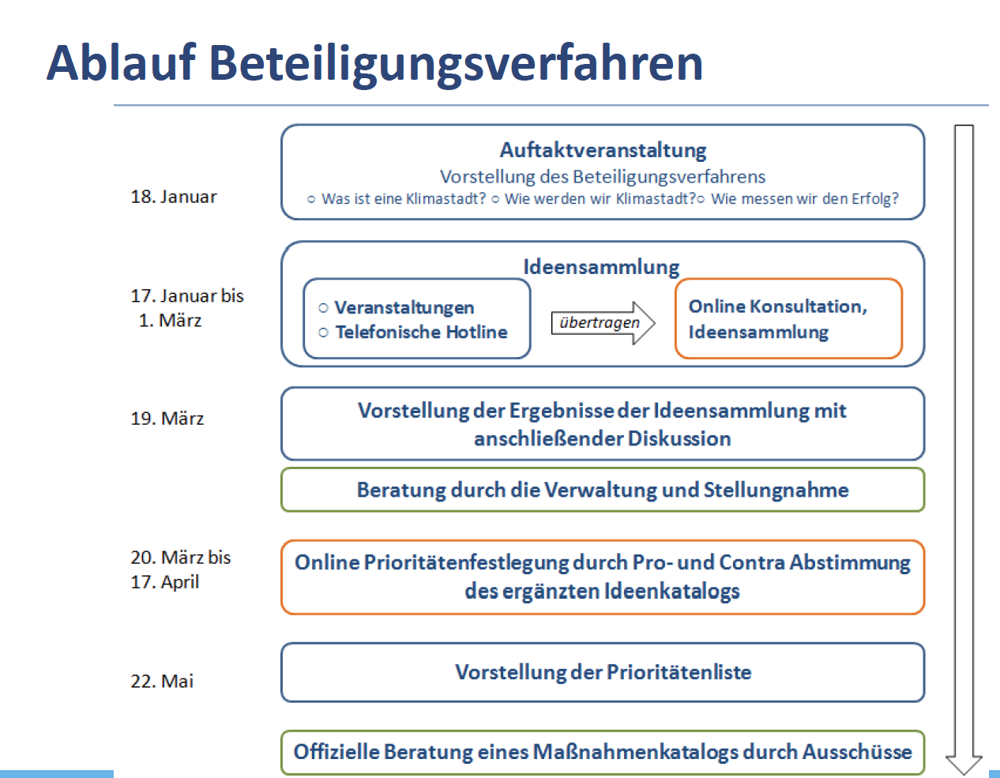 Ablauf Beteiligungsverfahren
18. Januar
Auftaktveranstaltung
Vorstellung des Beteiligungsverfahrens
○ Was ist eine Klimastadt? ○ Wie werden wir Klimastadt?○ Wie messen wir den Erfolg?
17. Januar bis
1. März
Ideensammlung
○ Veranstaltungen
○ Telefonische Hotline
übertragen
Online Konsultation,
Ideensammlung
19. März
Vorstellung der Ergebnisse der Ideensammlung mit
anschließender Diskussion
Beratung durch die Verwaltung und Stellungnahme
20. März bis
17. April
Online Prioritätenfestlegung durch Pro- und Contra Abstimmung
des ergänzten Ideenkatalogs
22. Mai
Vorstellung der Prioritätenliste
Offizielle Beratung eines Maßnahmenkatalogs durch Ausschüsse